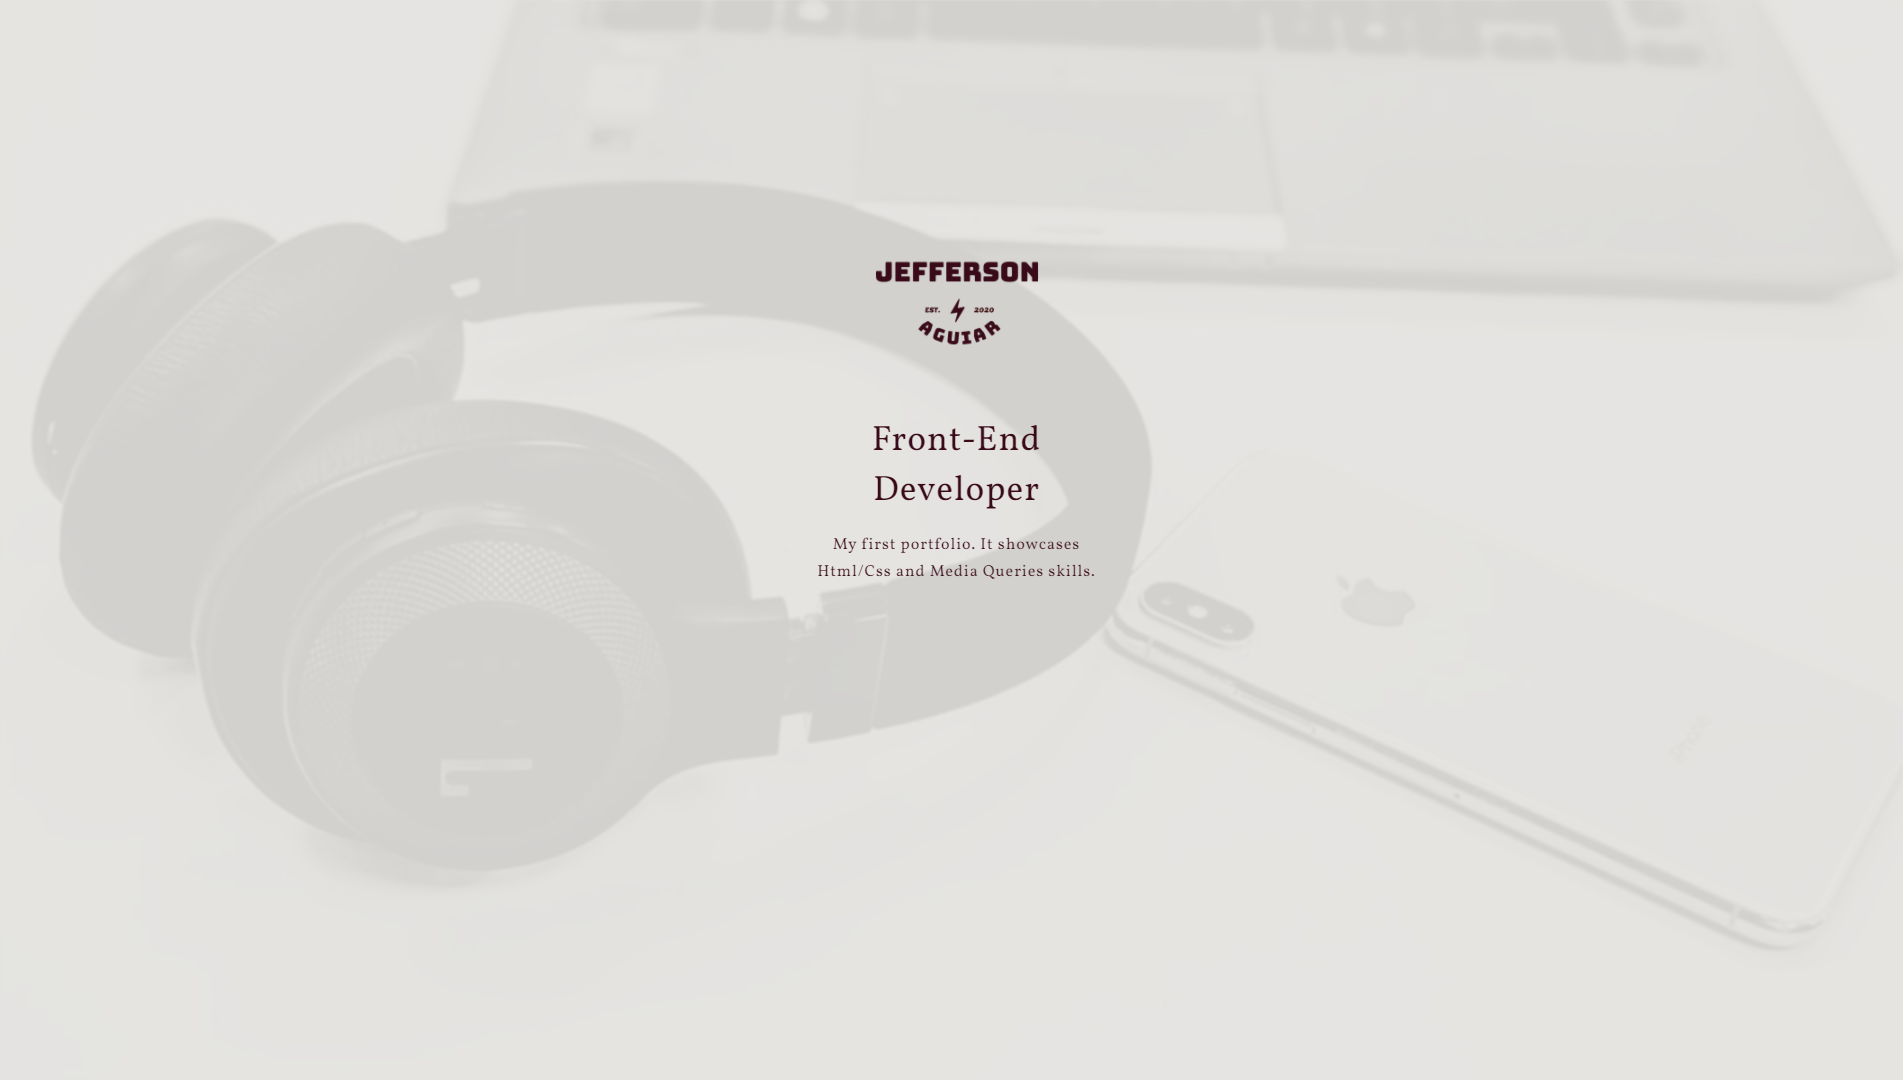 JEFFERSON
EST. 2020
AGUIAR
Front-End
Developer
My first portfolio. It showcases
Html/Css and Media Queries skills.